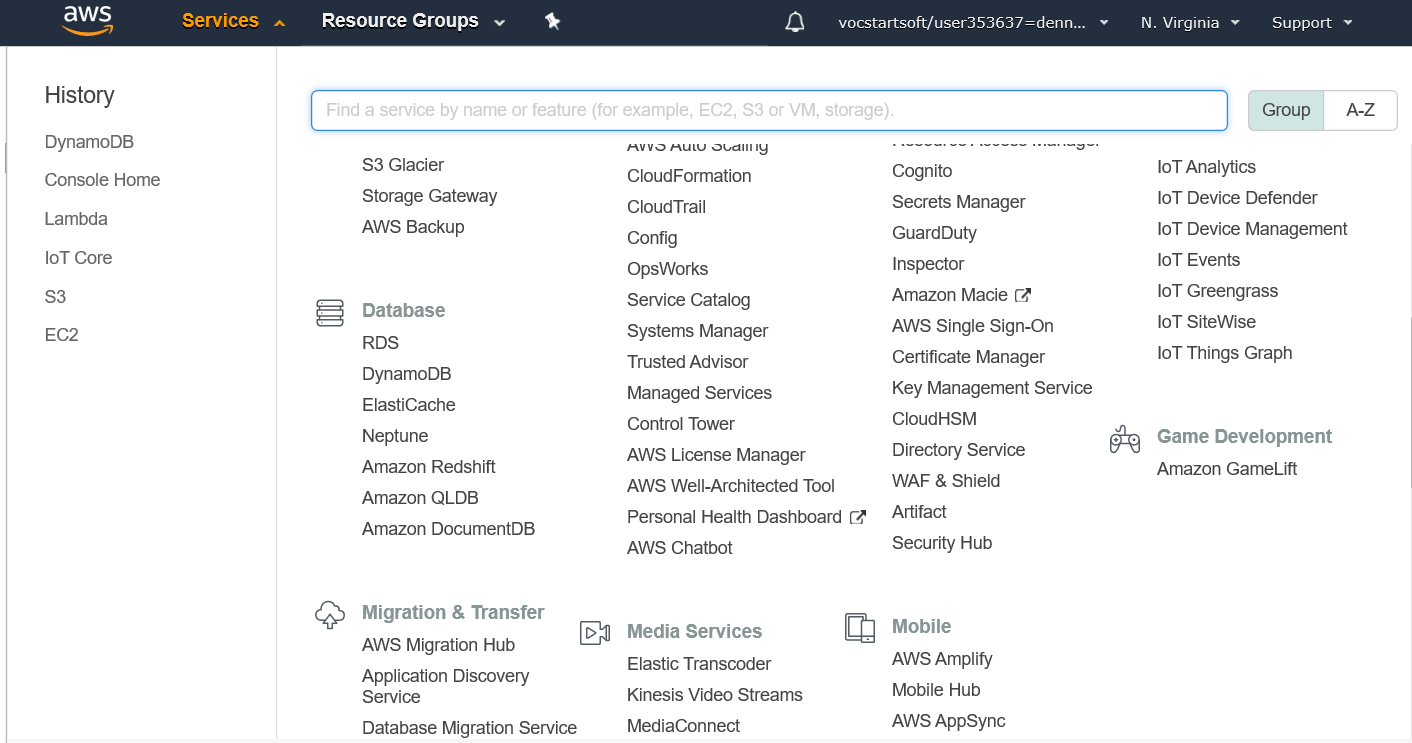 aws
Services
Resource Groups
vocstartsoft/user353637=denn...
N. Virginia
Support
History
DynamoDB
Console Home
Lambda
IoT Core
S3
EC2
Find a service by name or feature (for example, EC2, S3 or VM, storage).
Group
A-Z
S3 Glacier
Storage Gateway
AWS Backup
Database
RDS
DynamoDB
ElastiCache
Neptune
Amazon Redshift
Amazon QLDB
Amazon DocumentDB
Migration & Transfer
AWS Migration Hub
Application Discovery
Service
Database Migration Service
AWS Auto Scaling
CloudFormation
CloudTrail
Config
OpsWorks
Service Catalog
Systems Manager
Trusted Advisor
Managed Services
Control Tower
AWS License Manager
AWS Well-Architected Tool
Personal Health Dashboard
AWS Chatbot
Media Services
Elastic Transcoder
Kinesis Video Streams
MediaConnect
Resource Access Manager
Cognito
Secrets Manager
GuardDuty
Inspector
Amazon Macie
AWS Single Sign-On
Certificate Manager
Key Management Service
CloudHSM
Directory Service
WAF & Shield
Artifact
Security Hub
Mobile
AWS Amplify
Mobile Hub
AWS AppSync
IoT Analytics
IoT Device Defender
IoT Device Management
IoT Events
IoT Greengrass
IoT SiteWise
IoT Things Graph
Game Development
Amazon GameLift